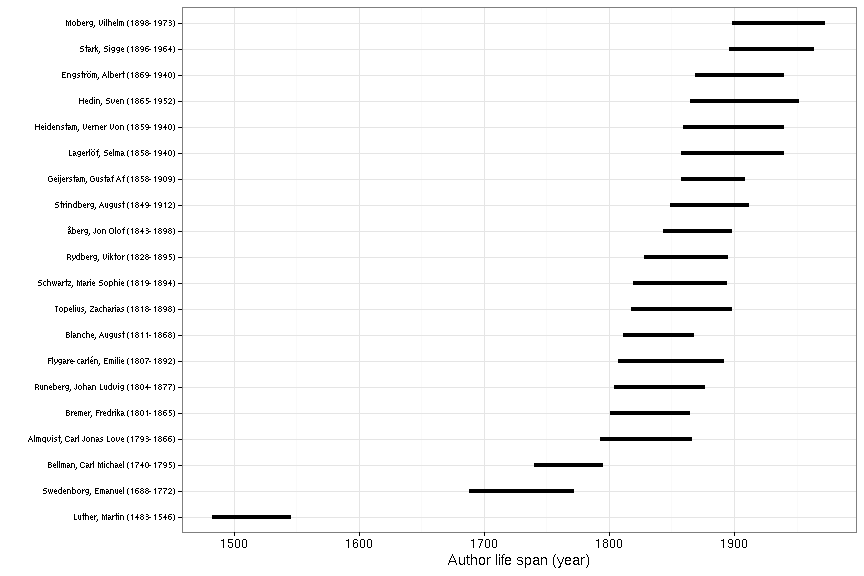 Moberg, Vilhelm (1898-1973)
Stark, Sigge (1896-1964)
Engström, Albert (1869-1940)
Hedin, Sven (1865-1952)
Heidenstam, Verner Von (1859-1940)
Lagerlöf, Selma (1858-1940)
Geijerstam, Gustaf Af (1858-1909)
Strindberg, August (1849-1912)
åberg, Jon Olof (1843-1898)
Rydberg, Viktor (1828-1895)
Schwartz, Marie Sophie (1819-1894)
Topelius, Zacharias (1818-1898)
Blanche, August (1811-1868)
Flygare-carlén, Emilie (1807-1892)
Runeberg, Johan Ludvig (1804-1877)
Bremer, Fredrika (1801-1865)
Almqvist, Carl Jonas Love (1793-1866)
Bellman, Carl Michael (1740-1795)
Swedenborg, Emanuel (1688-1772)
Luther, Martin (1483-1546)
1500 1600 1700 1800 1900
Author life span (year)